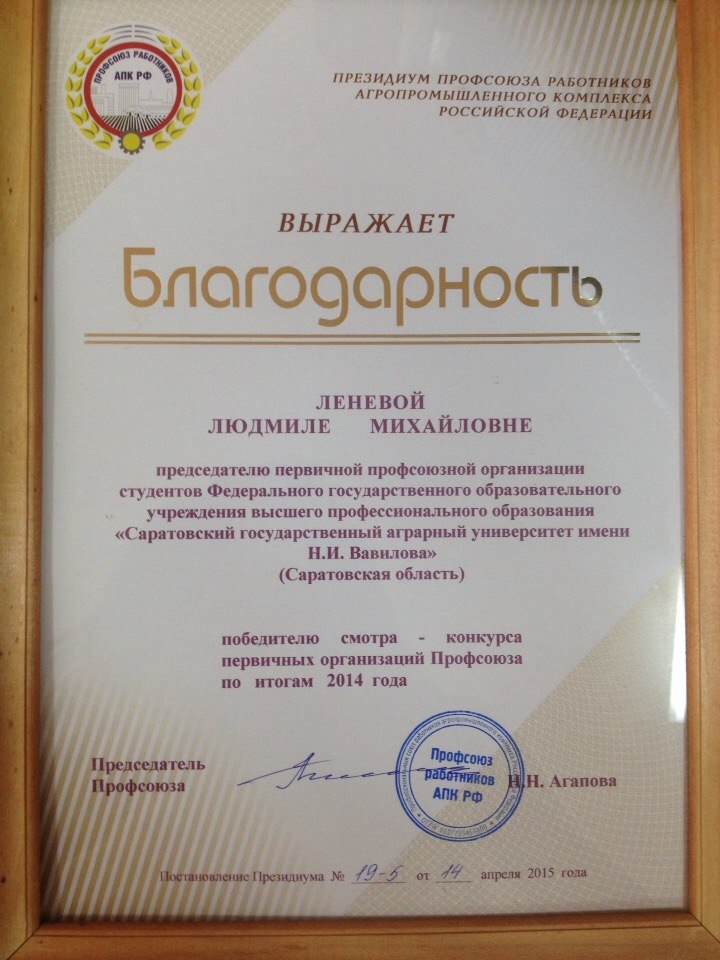 ПРОФСОЮЗ РАБОТНИКОВ
АПК РФ
ПРЕЗИДИУМ ПРОФСОЮЗА РАБОТНИКОВ
АГРОПРОМЫШЛЕННОГО КОМПЛЕКСА
РОССИЙСКОЙ ФЕДЕРАЦИИ
ВЫРАЖАЕТ
Благодарность
ЛЕНЕВОЙ
ЛЮДМИЛЕ МИХАЙЛОВНЕ
председателю первичной профсоюзной организации
студентов Федерального государственного образовательного
учреждения высшего профессионального образования
«Саратовский государственный аграрный университет имени
Н.И. Вавилова»
(Саратовская область)
победителю смотра - конкурса
первичных организаций Профсоюза
по итогам 2014 года
Председатель
Профсоюза
Профсоюз
работников
АПК РФ
Н.Н. Агапова
Постановление Президиума № 19-5 от 14 апреля 2015 года